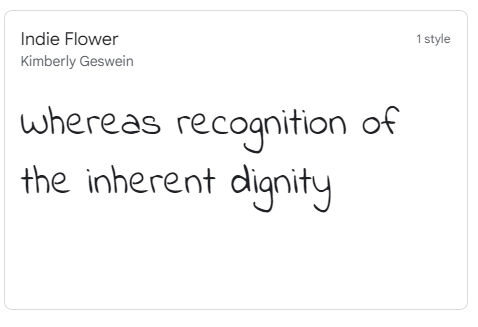 Indie Flower
1 style
Kimberly Geswein
Whereas recognition of
the inherent dignity